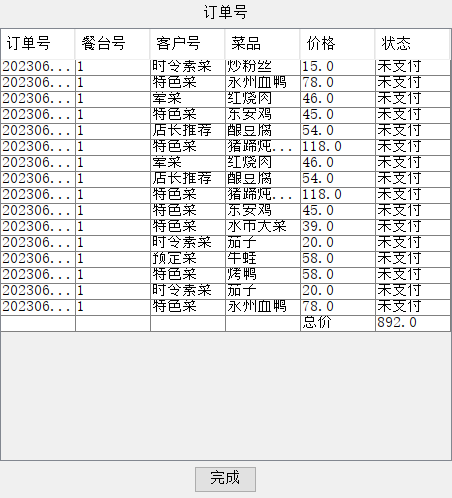 订单号
订单号 餐台号 客户号 菜品 价格 状态
202306... 1 时令素菜 炒粉丝 15.0 未支付
202306... 1 特色菜 永州血鸭 78.0 未支付
202306... 1 荤菜 红烧肉 46.0 未支付
202306... 1 特色菜 东安鸡 45.0 未支付
202306... 1 店长推荐 酿豆腐 54.0 未支付
202306... 1 特色菜 猪蹄炖... 118.0 未支付
202306... 1 荤菜 红烧肉 46.0 未支付
202306... 1 店长推荐 酿豆腐 54.0 未支付
202306... 1 特色菜 猪蹄炖... 118.0 未支付
202306... 1 特色菜 东安鸡 45.0 未支付
202306... 1 特色菜 水市大菜 39.0 未支付
202306... 1 时令素菜 茄子 20.0 未支付
202306... 1 预定菜 牛蛙 58.0 未支付
202306... 1 特色菜 烤鸭 58.0 未支付
202306... 1 时令素菜 茄子 20.0 未支付
202306... 1 特色菜 永州血鸭 78.0 未支付
总价 892.0
完成